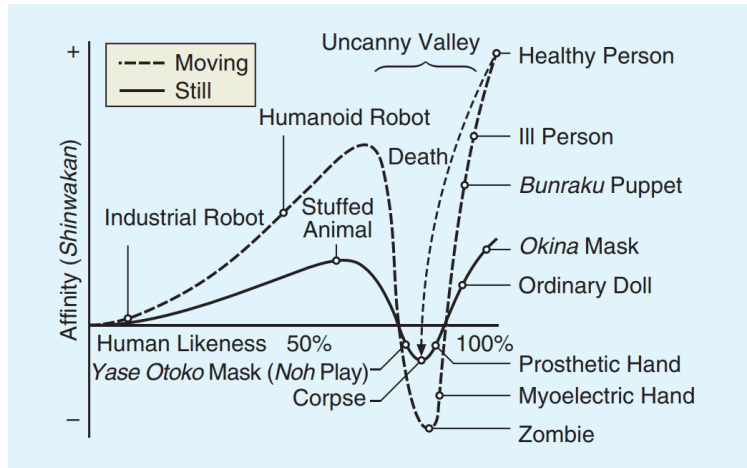 +
Uncanny Valley
Healthy Person
Moving
Still
Humanoid Robot
Death
Ill Person
Bunraku Puppet
Industrial Robot
Stuffed
Animal
Okina Mask
Ordinary Doll
Affinity (Shinwakan)
Human Likeness 50%
100%
Yase Otoko Mask (Noh Play)
Corpse
Prosthetic Hand
Myoelectric Hand
Zombie
–